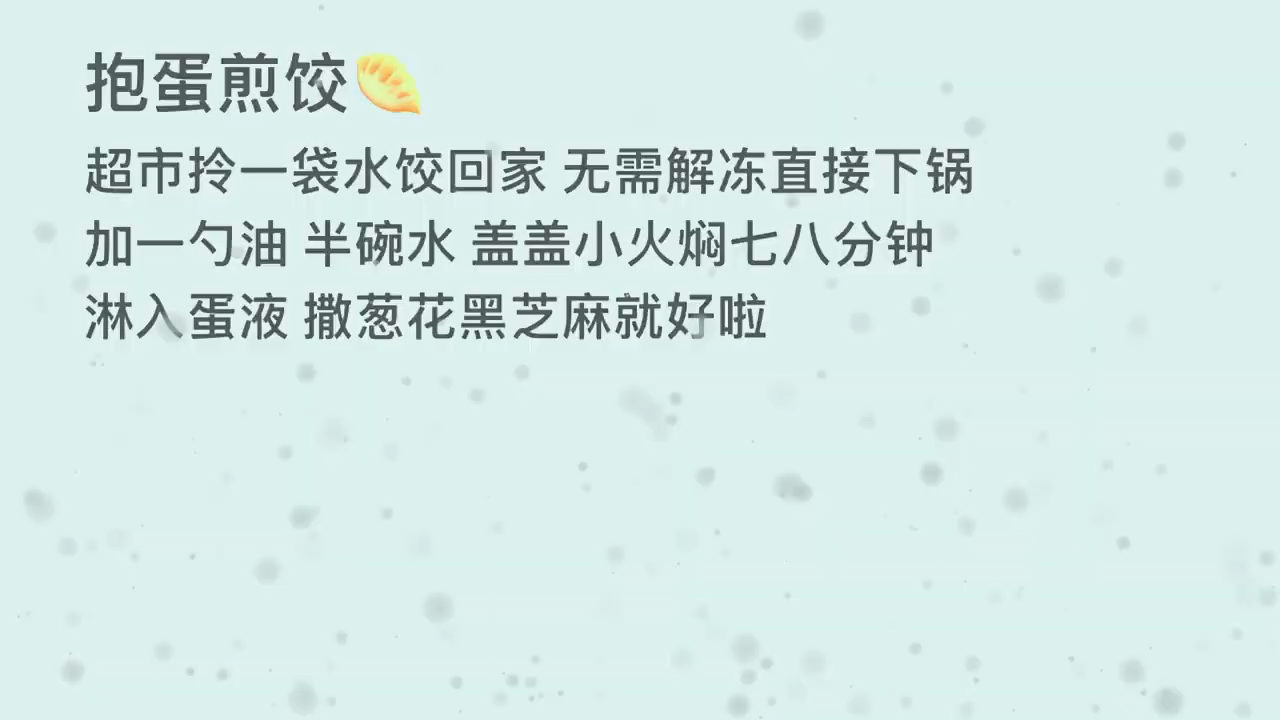 抱蛋煎饺🥟
超市拎一袋水饺回家 无需解冻直接下锅
加一勺油 半碗水 盖盖小火焖七八分钟
淋入蛋液 撒葱花黑芝麻就好啦